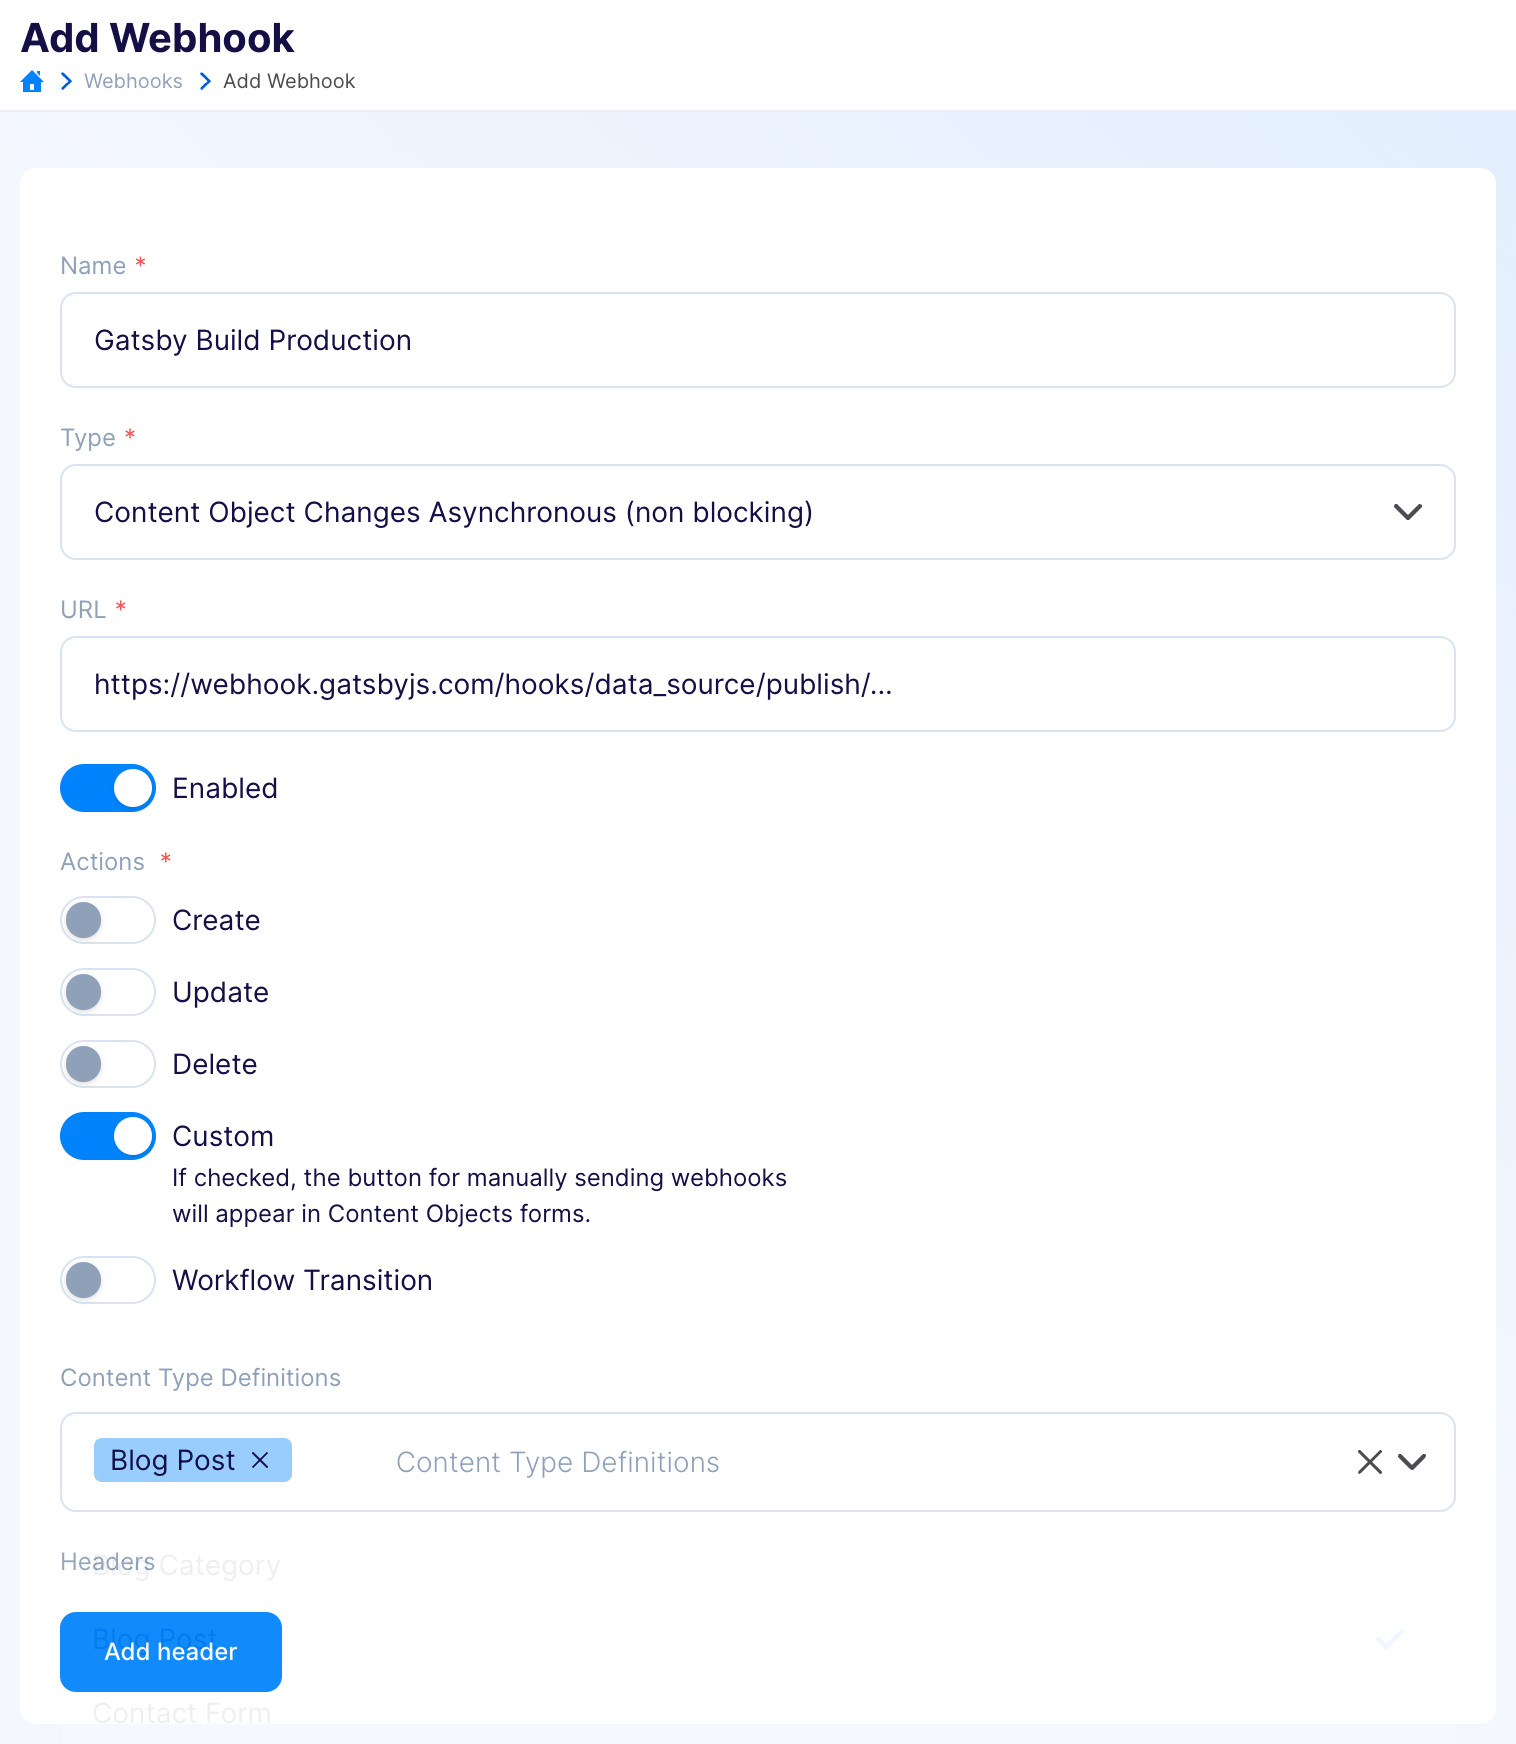 Add Webhook
Webhooks Add Webhook
Name *
Gatsby Build Production
Type *
Content Object Changes Asynchronous (non blocking)
URL *
https://webhook.gatsbyjs.com/hooks/data_source/publish/...
Enabled
Actions *
Create
Update
Delete
Custom
If checked, the button for manually sending webhooks
will appear in Content Objects forms.
Workflow Transition
Content Type Definitions
Blog Post Content Type Definitions
Headers
Blog Category
Blog Post
Add header
Contact Form